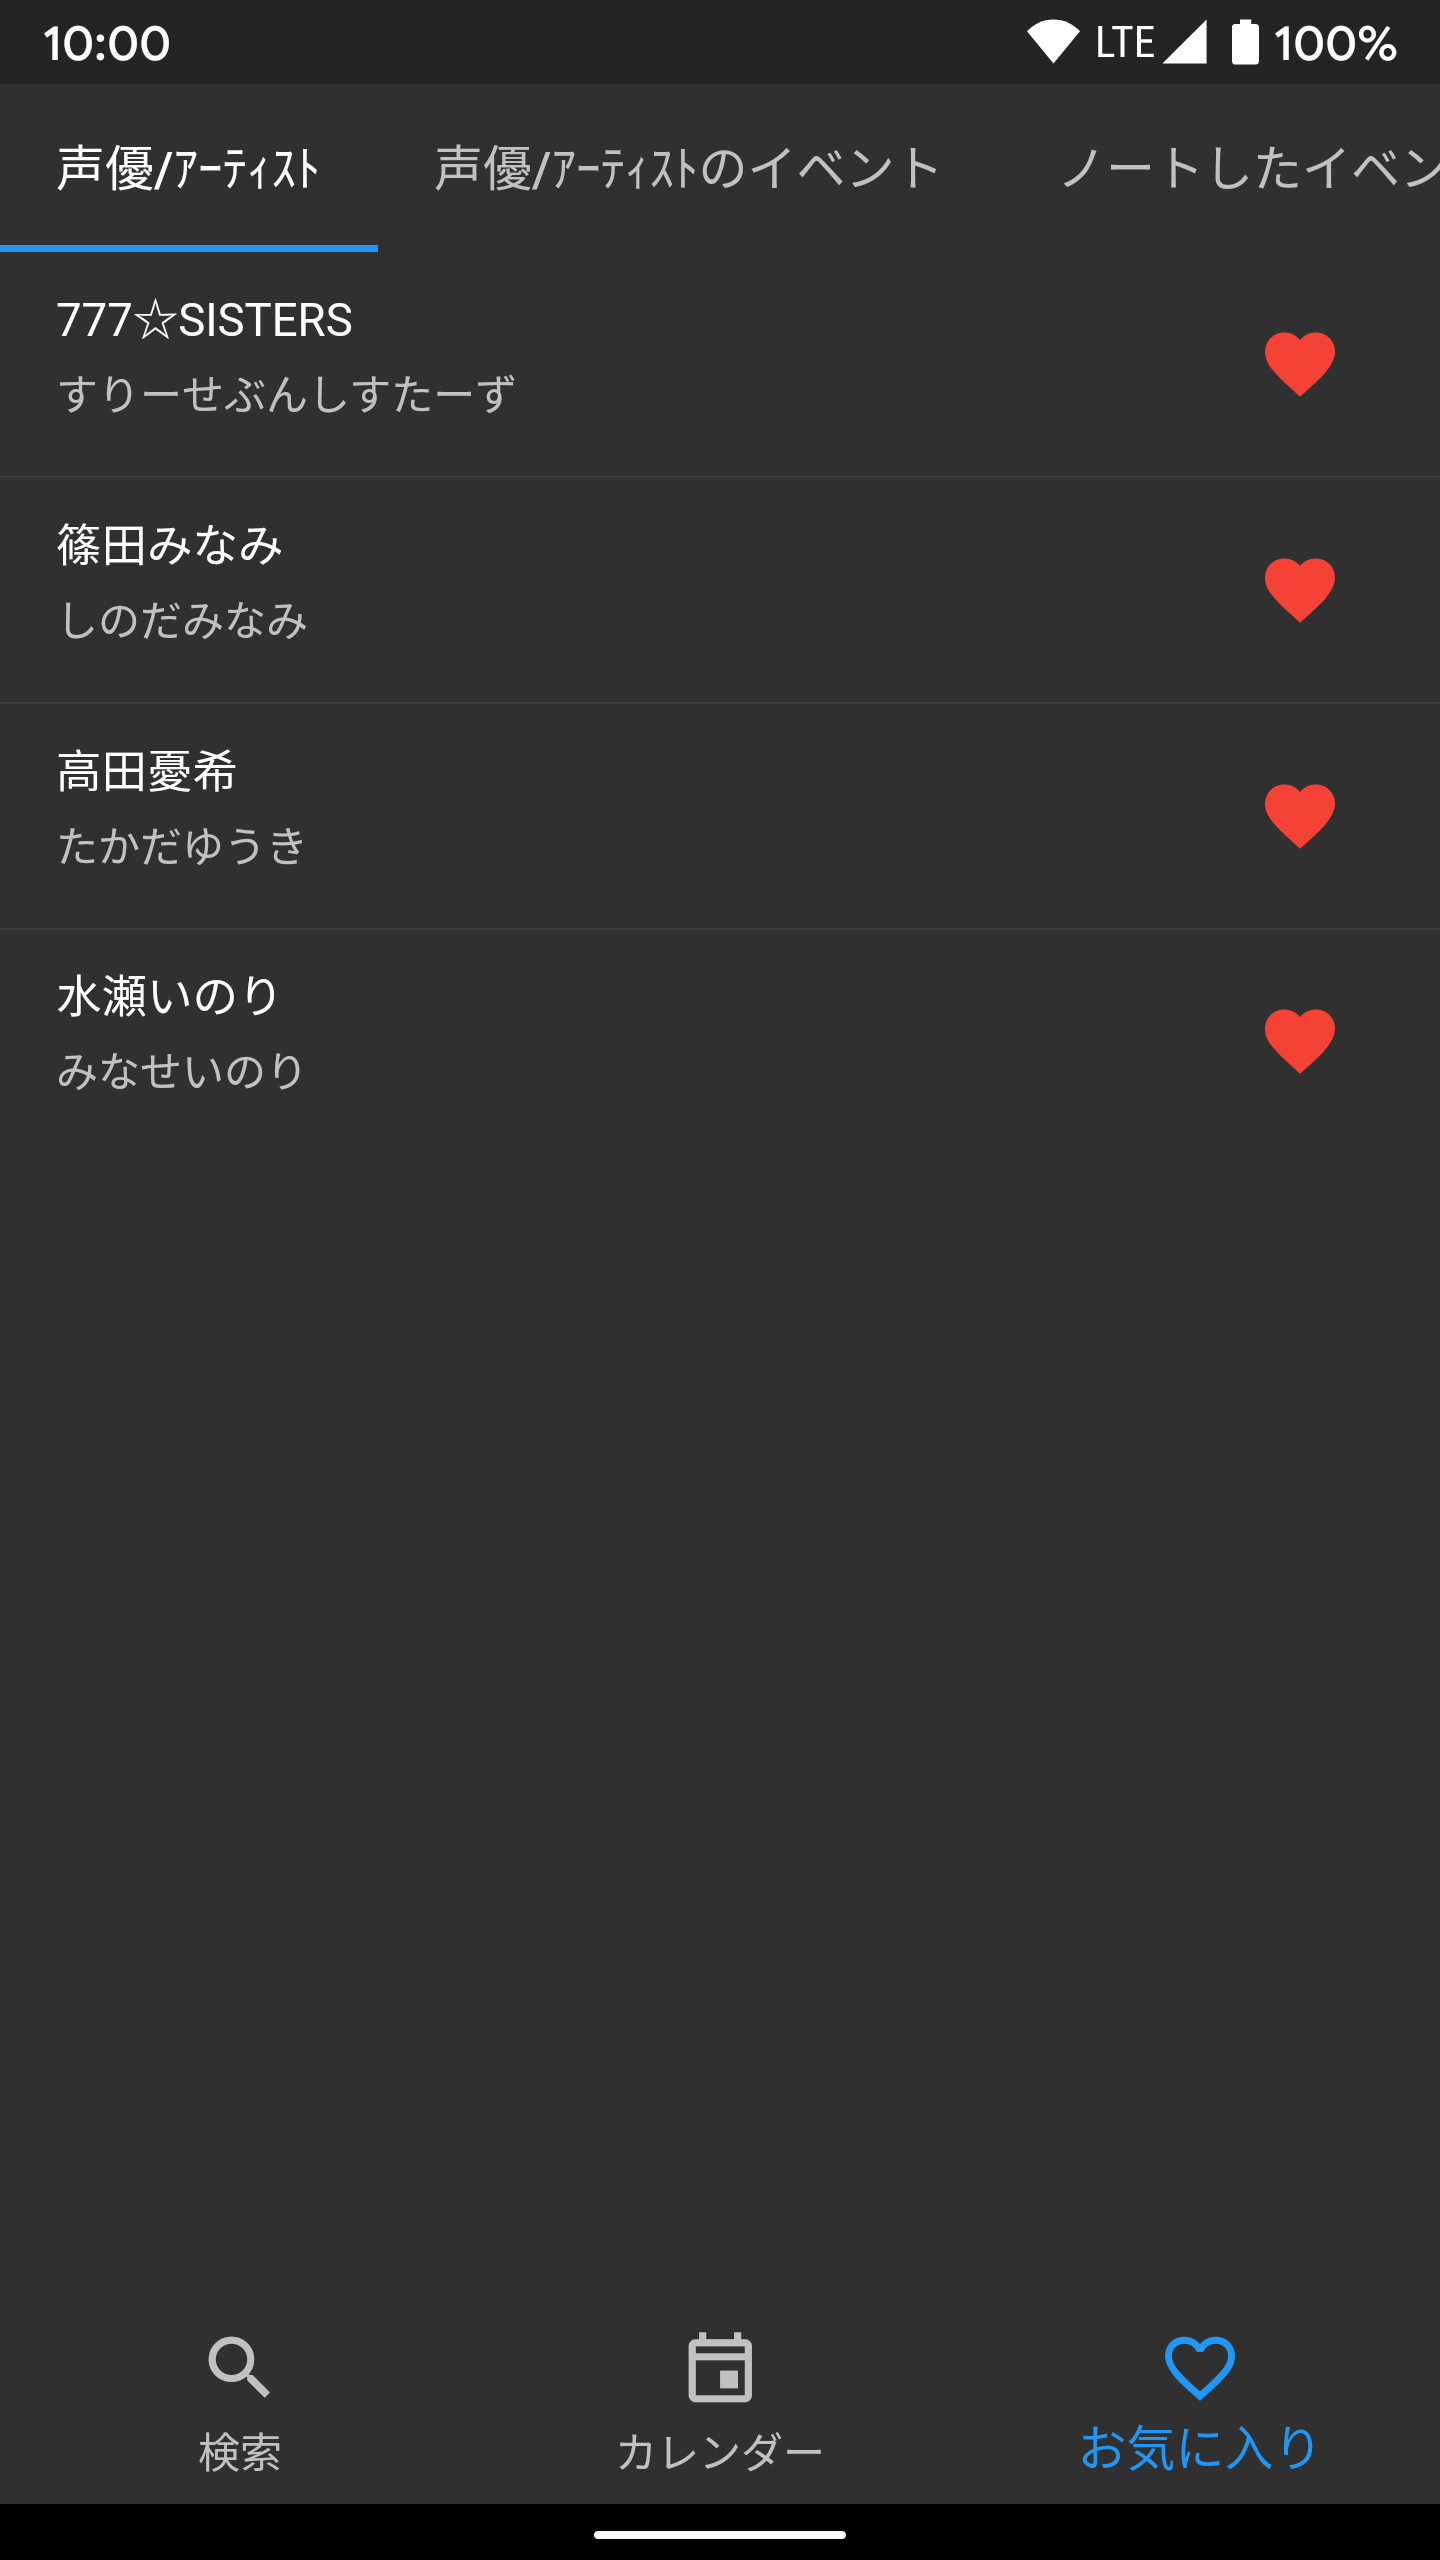 10:00
LTE 100%
声優/ｱｰﾃｨｽﾄ 声優/ｱｰﾃｨｽﾄのイベント ノートしたイベン
777☆SISTERS
すりーせぶんしすたーず
篠田みなみ
しのだみなみ
高田憂希
たかだゆうき
水瀬いのり
みなせいのり
検索 カレンダー お気に入り